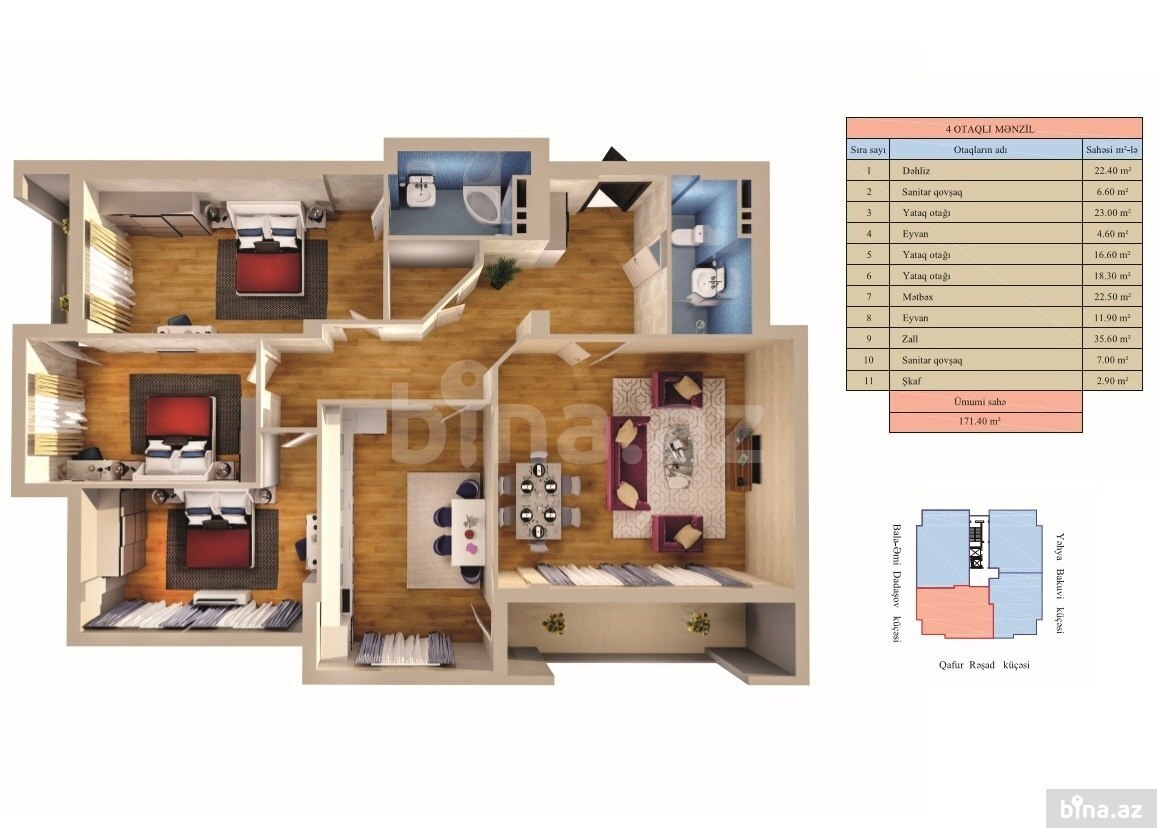 4 OTAQLI MƏNZİL
Sıra sayı Otaqların adı Sahəsi m²-lə
1 Dəhliz 22.40 m²
2 Sanitar qovşaq 6.60 m²
3 Yataq otağı 23.00 m²
4 Eyvan 4.60 m²
5 Yataq otağı 16.60 m²
6 Yataq otağı 18.30 m²
7 Mətbəx 22.50 m²
8 Eyvan 11.90 m²
9 Zall 35.60 m²
10 Sanitar qovşaq 7.00 m²
11 Şkaf 2.90 m²
Ümumi sahə
171.40 m²
bina.az
Bala-Əmi Dadaşov küçəsi
Yəhya Bakuvi küçəsi
Qafur Rəşad küçəsi
bina.az